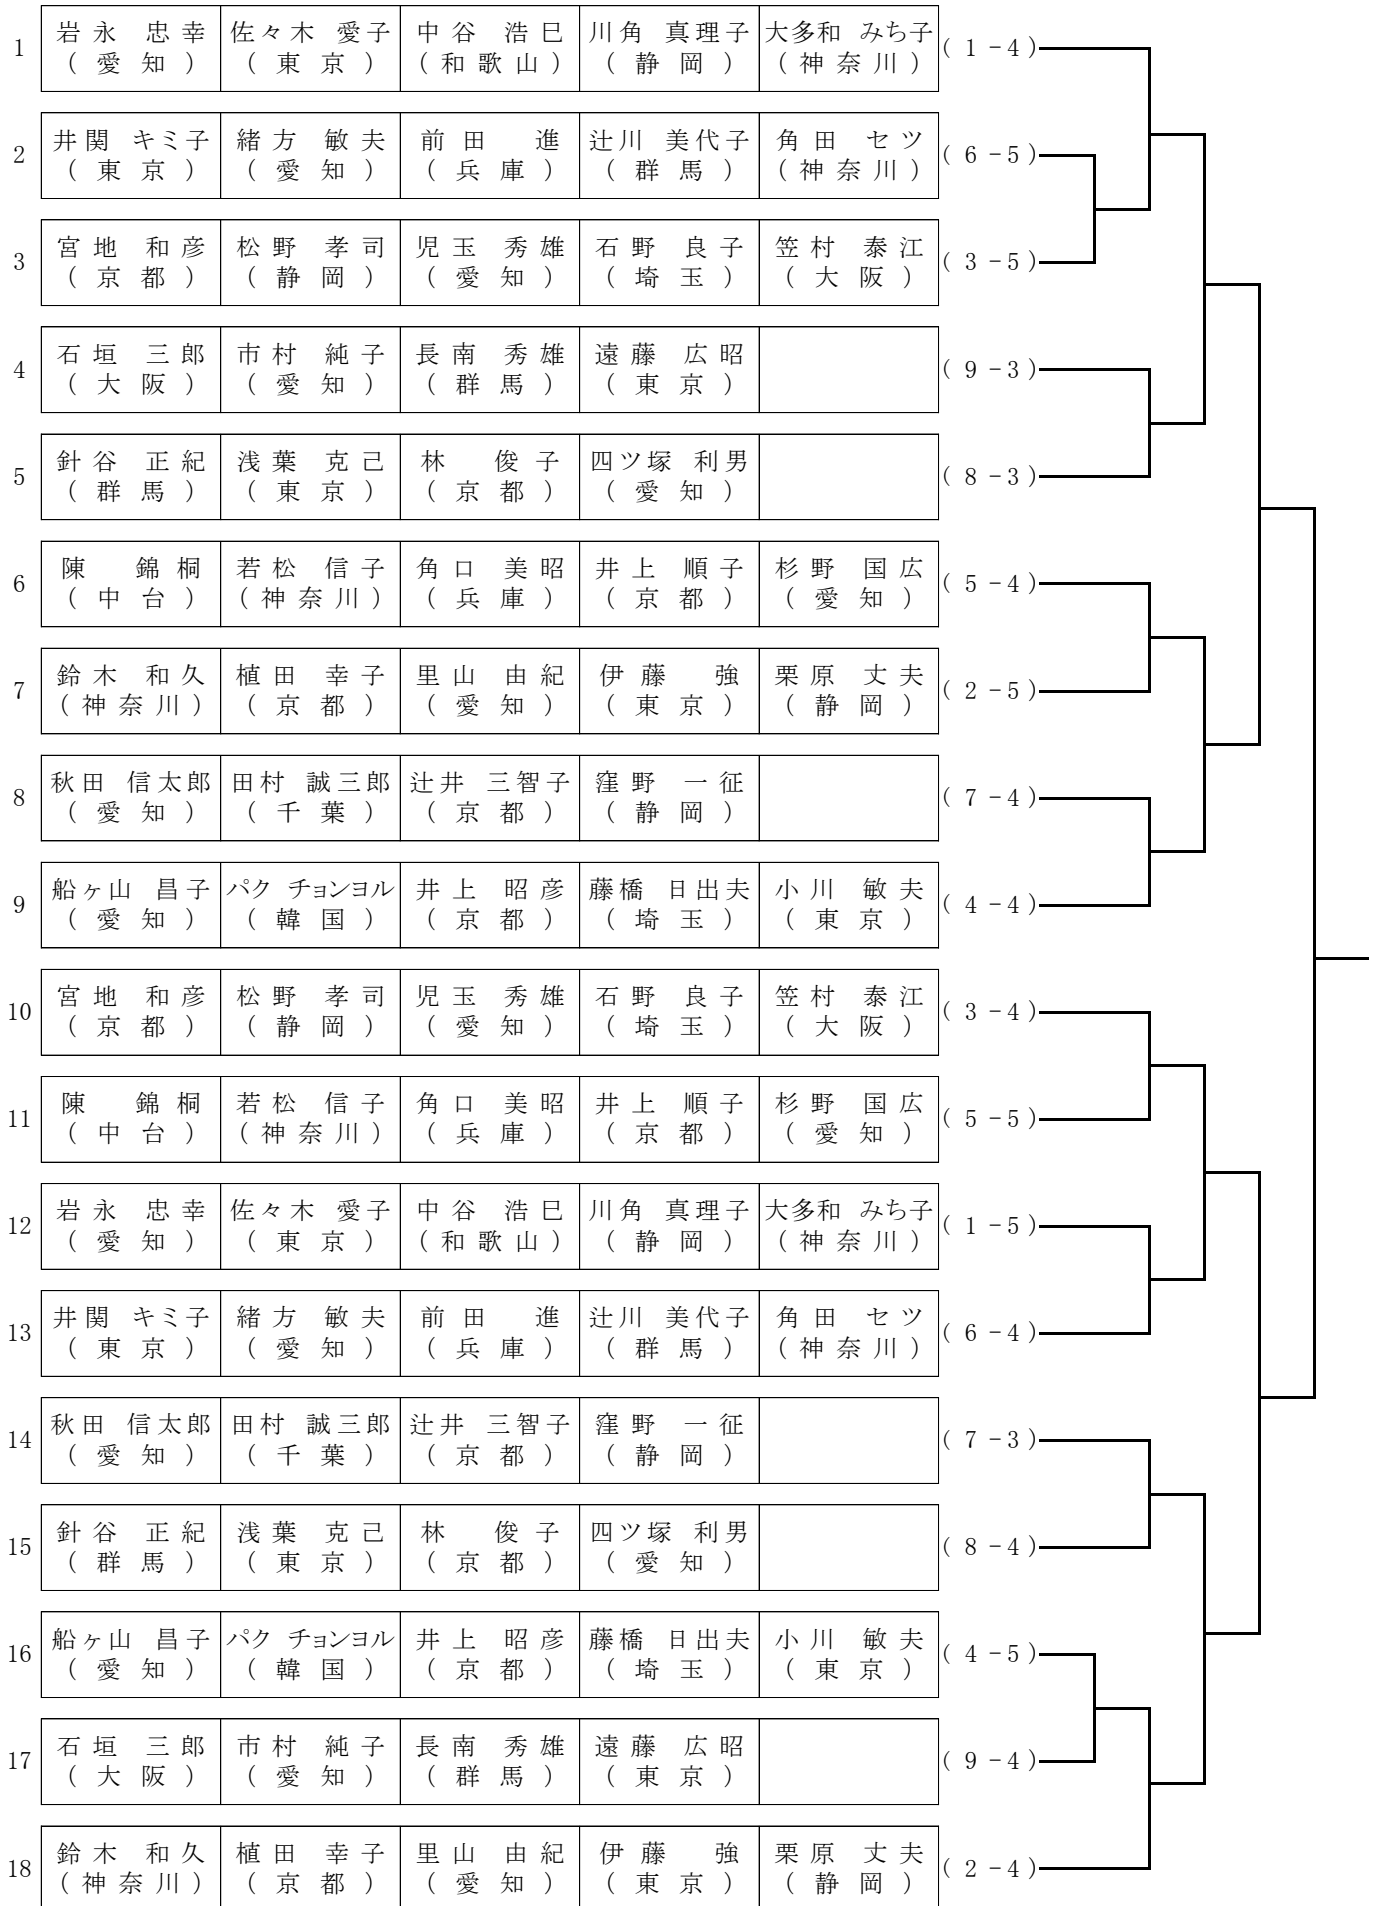 岩永 忠幸 佐々木 愛子 中谷 浩巳 川角 真理子 大多和 みち子
1 ( 1 - 4 )
(愛知) (東京) (和歌山) (静岡) (神奈川)
井関 キミ子 緒方 敏夫 前田 進 辻川 美代子 角田 セツ
2 ( 6 - 5 )
(東京) (愛知) (兵庫) (群馬) (神奈川)
宮地 和彦 松野 孝司 児玉 秀雄 石野 良子 笠村 泰江
3 ( 3 - 5 )
(京都) (静岡) (愛知) (埼玉) (大阪)
石垣 三郎 市村 純子 長南 秀雄 遠藤 広昭
4 ( 9 - 3 )
(大阪) (愛知) (群馬) (東京)
針谷 正紀 浅葉 克己 林 俊子 四ツ塚 利男
5 ( 8 - 3 )
(群馬) (東京) (京都) (愛知)
陳 錦桐 若松 信子 角口 美昭 井上 順子 杉野 国広
6 ( 5 - 4 )
(中台) (神奈川) (兵庫) (京都) (愛知)
鈴木 和久 植田 幸子 里山 由紀 伊藤 強 栗原 丈夫
7 ( 2 - 5 )
(神奈川) (京都) (愛知) (東京) (静岡)
秋田 信太郎 田村 誠三郎 辻井 三智子 窪野 一征
8 ( 7 - 4 )
(愛知) (千葉) (京都) (静岡)
船ヶ山 昌子 パク チョンヨル 井上 昭彦 藤橋 日出夫 小川 敏夫
9 ( 4 - 4 )
(愛知) (韓国) (京都) (埼玉) (東京)
宮地 和彦 松野 孝司 児玉 秀雄 石野 良子 笠村 泰江
10 ( 3 - 4 )
(京都) (静岡) (愛知) (埼玉) (大阪)
陳 錦桐 若松 信子 角口 美昭 井上 順子 杉野 国広
11 ( 5 - 5 )
(中台) (神奈川) (兵庫) (京都) (愛知)
岩永 忠幸 佐々木 愛子 中谷 浩巳 川角 真理子 大多和 みち子
12 ( 1 - 5 )
(愛知) (東京) (和歌山) (静岡) (神奈川)
井関 キミ子 緒方 敏夫 前田 進 辻川 美代子 角田 セツ
13 ( 6 - 4 )
(東京) (愛知) (兵庫) (群馬) (神奈川)
秋田 信太郎 田村 誠三郎 辻井 三智子 窪野 一征
14 ( 7 - 3 )
(愛知) (千葉) (京都) (静岡)
針谷 正紀 浅葉 克己 林 俊子 四ツ塚 利男
15 ( 8 - 4 )
(群馬) (東京) (京都) (愛知)
船ヶ山 昌子 パク チョンヨル 井上 昭彦 藤橋 日出夫 小川 敏夫
16 ( 4 - 5 )
(愛知) (韓国) (京都) (埼玉) (東京)
石垣 三郎 市村 純子 長南 秀雄 遠藤 広昭
17 ( 9 - 4 )
(大阪) (愛知) (群馬) (東京)
鈴木 和久 植田 幸子 里山 由紀 伊藤 強 栗原 丈夫
18 ( 2 - 4 )
(神奈川) (京都) (愛知) (東京) (静岡)